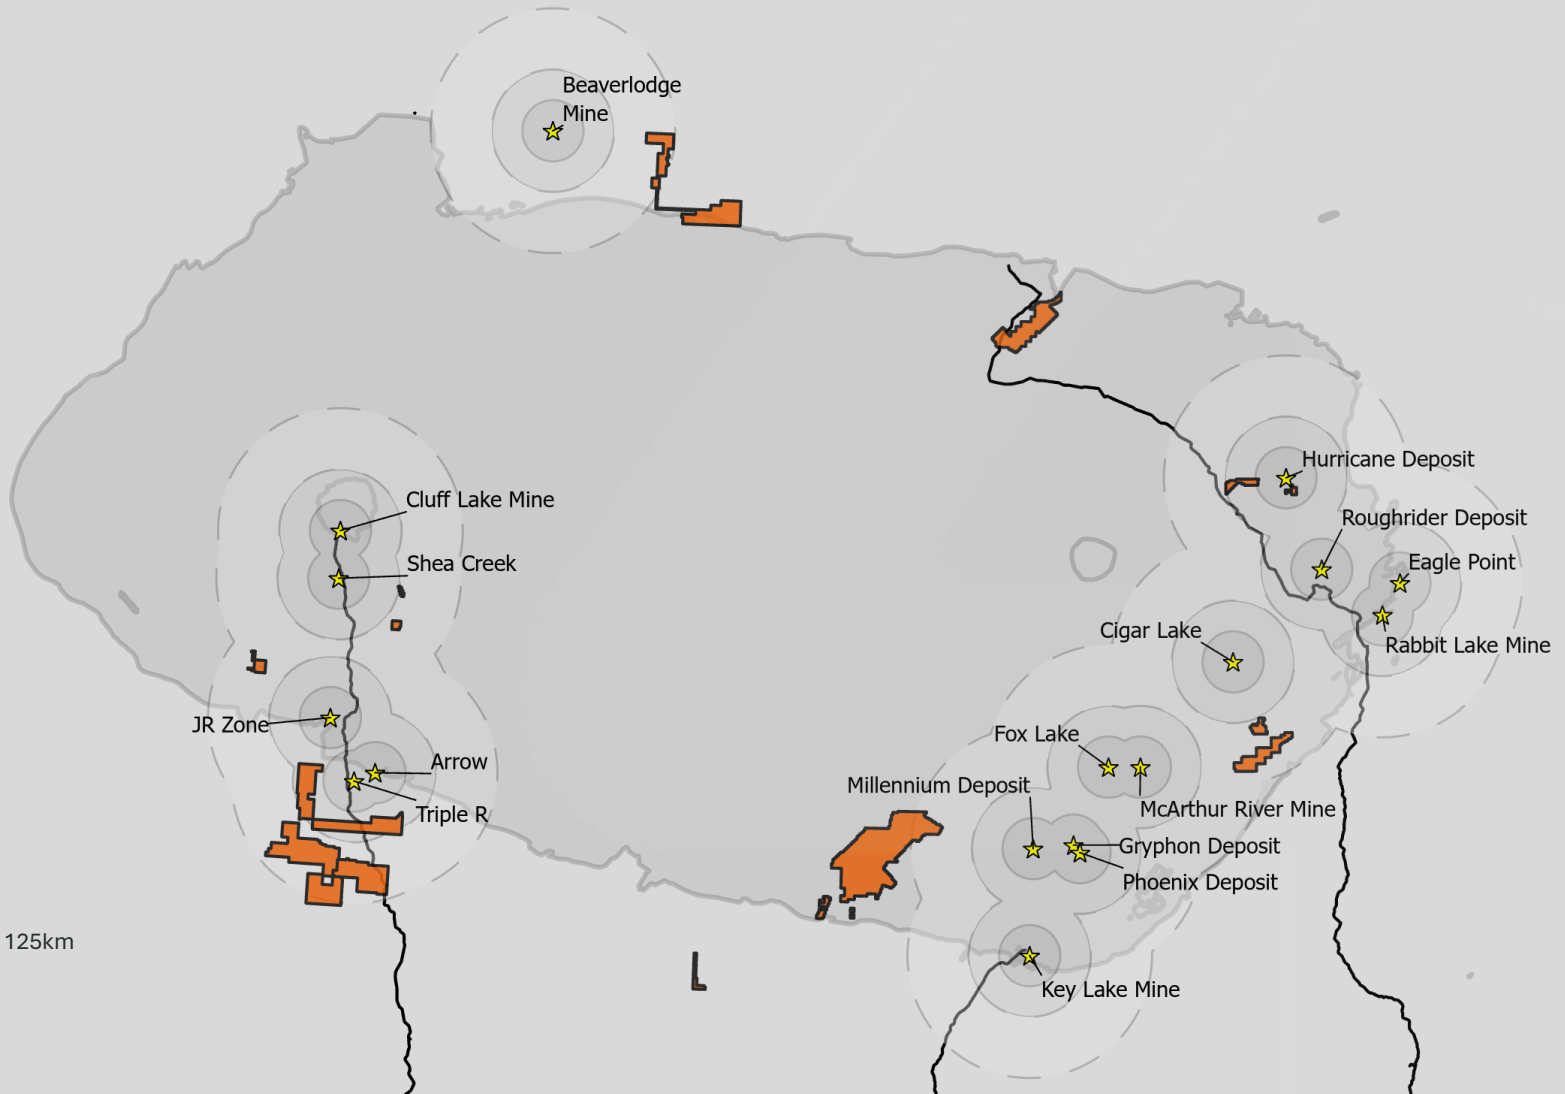 Beaverlodge
Mine
Hurricane Deposit
Cluff Lake Mine
Roughrider Deposit
Shea Creek
Eagle Point
Cigar Lake
Rabbit Lake Mine
JR Zone
Fox Lake
Arrow
Millennium Deposit
Triple R
McArthur River Mine
Gryphon Deposit
Phoenix Deposit
125km
Key Lake Mine